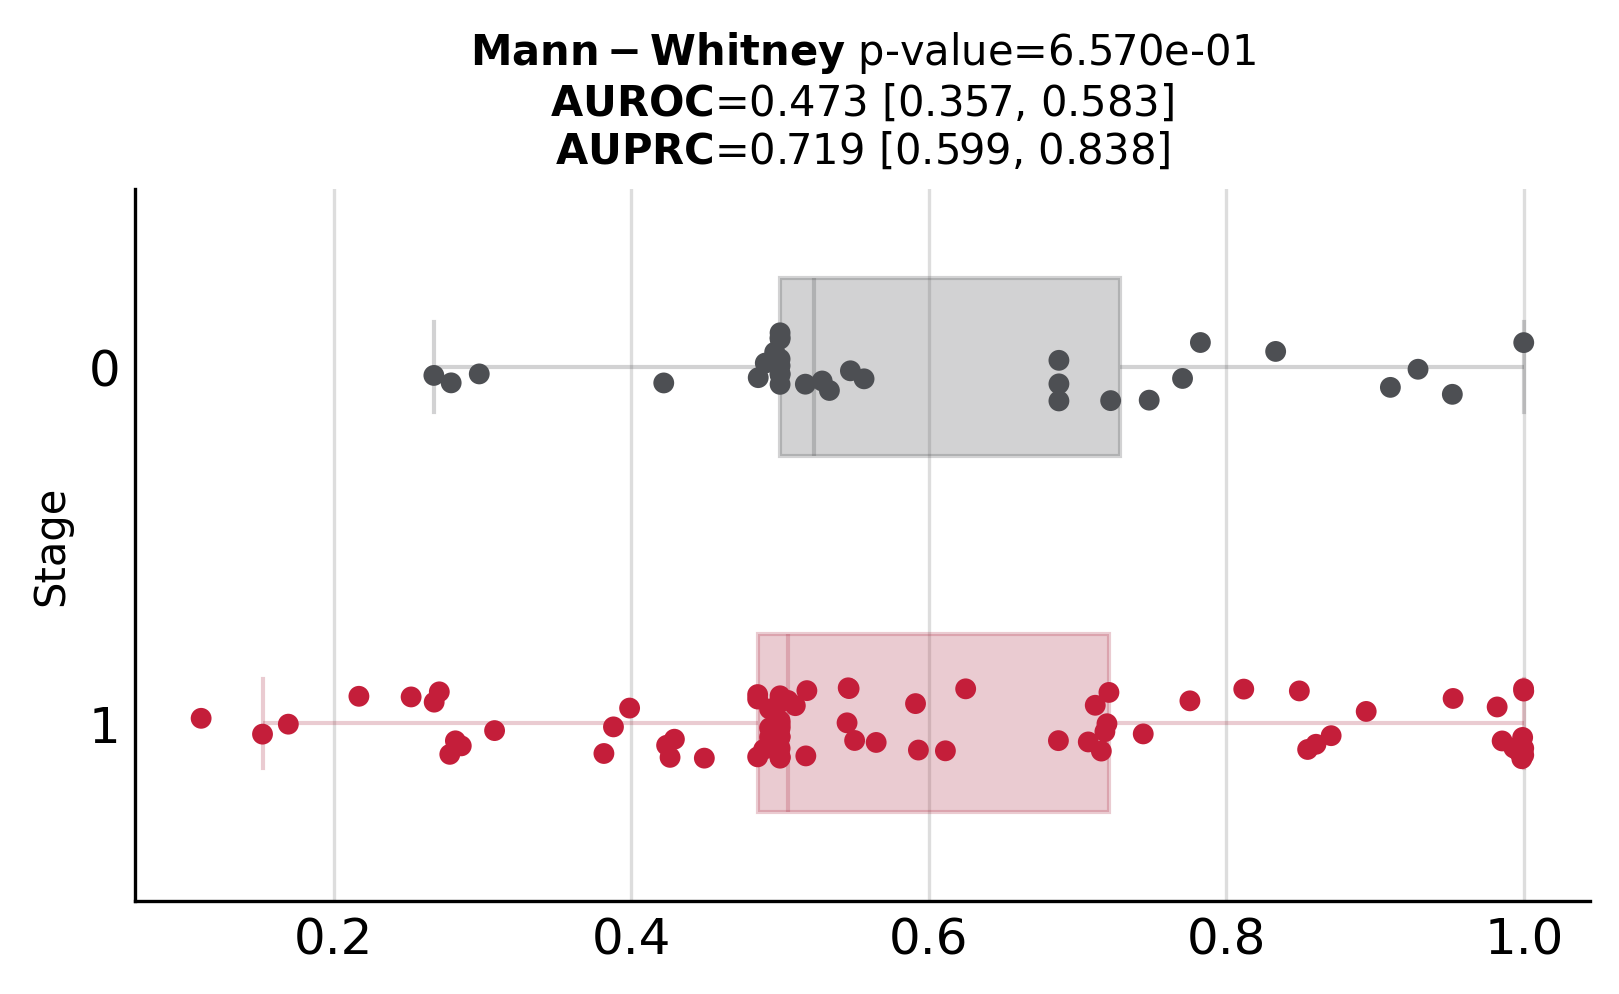 Mann−Whitney p-value=6.570e-01
AUROC=0.473 [0.357, 0.583]
AUPRC=0.719 [0.599, 0.838]
Stage
0
1
0.2 0.4 0.6 0.8 1.0